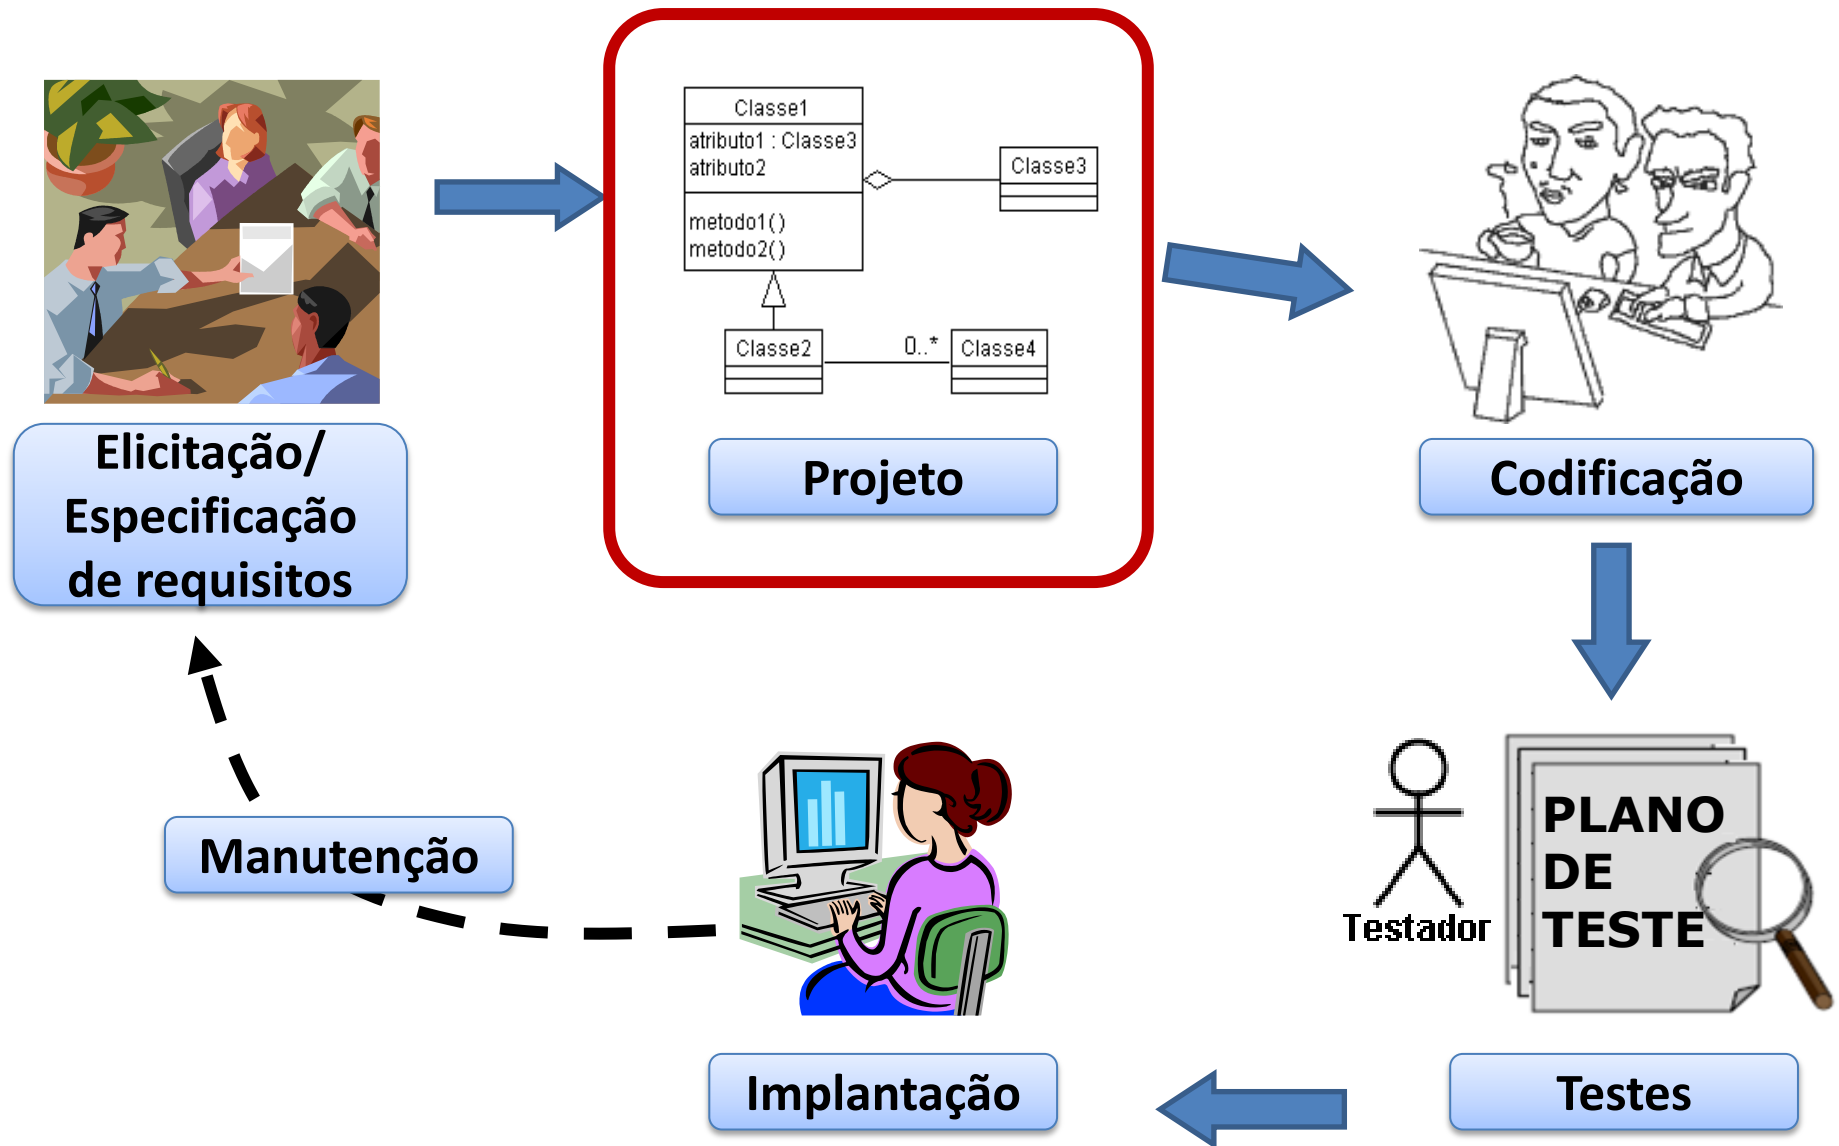 Classe1
atributo1 : Classe3
atributo2
metodo1()
metodo2()
Classe3
Classe2
0..*
Classe4
Elicitação/
Especificação
de requisitos
Projeto
Codificação
Manutenção
Testador
PLANO
DE
TESTE
Implantação
Testes